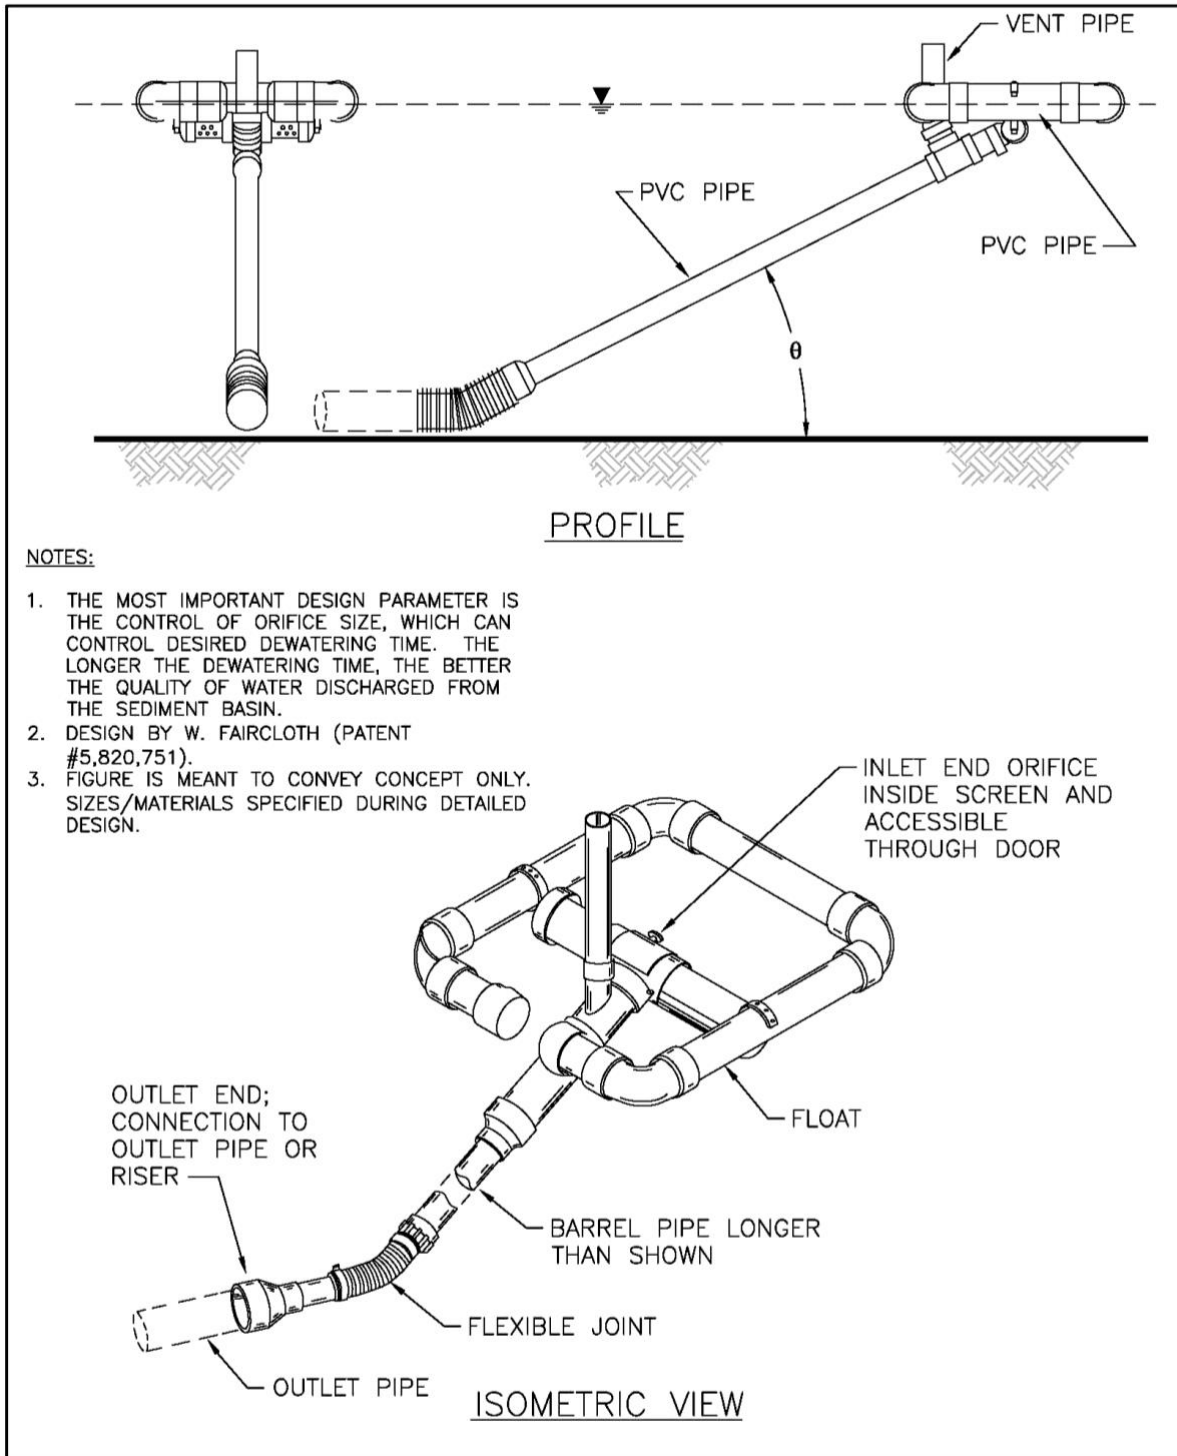 VENT PIPE
PVC PIPE
PVC PIPE
θ
PROFILE
NOTES:
1. THE MOST IMPORTANT DESIGN PARAMETER IS
THE CONTROL OF ORIFICE SIZE, WHICH CAN
CONTROL DESIRED DEWATERING TIME. THE
LONGER THE DEWATERING TIME, THE BETTER
THE QUALITY OF WATER DISCHARGED FROM
THE SEDIMENT BASIN.
2. DESIGN BY W. FAIRCLOTH (PATENT
#5,820,751).
3. FIGURE IS MEANT TO CONVEY CONCEPT ONLY.
SIZES/MATERIALS SPECIFIED DURING DETAILED
DESIGN.
INLET END ORIFICE
INSIDE SCREEN AND
ACCESSIBLE
THROUGH DOOR
OUTLET END;
CONNECTION TO
OUTLET PIPE OR
RISER
FLOAT
BARREL PIPE LONGER
THAN SHOWN
FLEXIBLE JOINT
OUTLET PIPE
ISOMETRIC VIEW